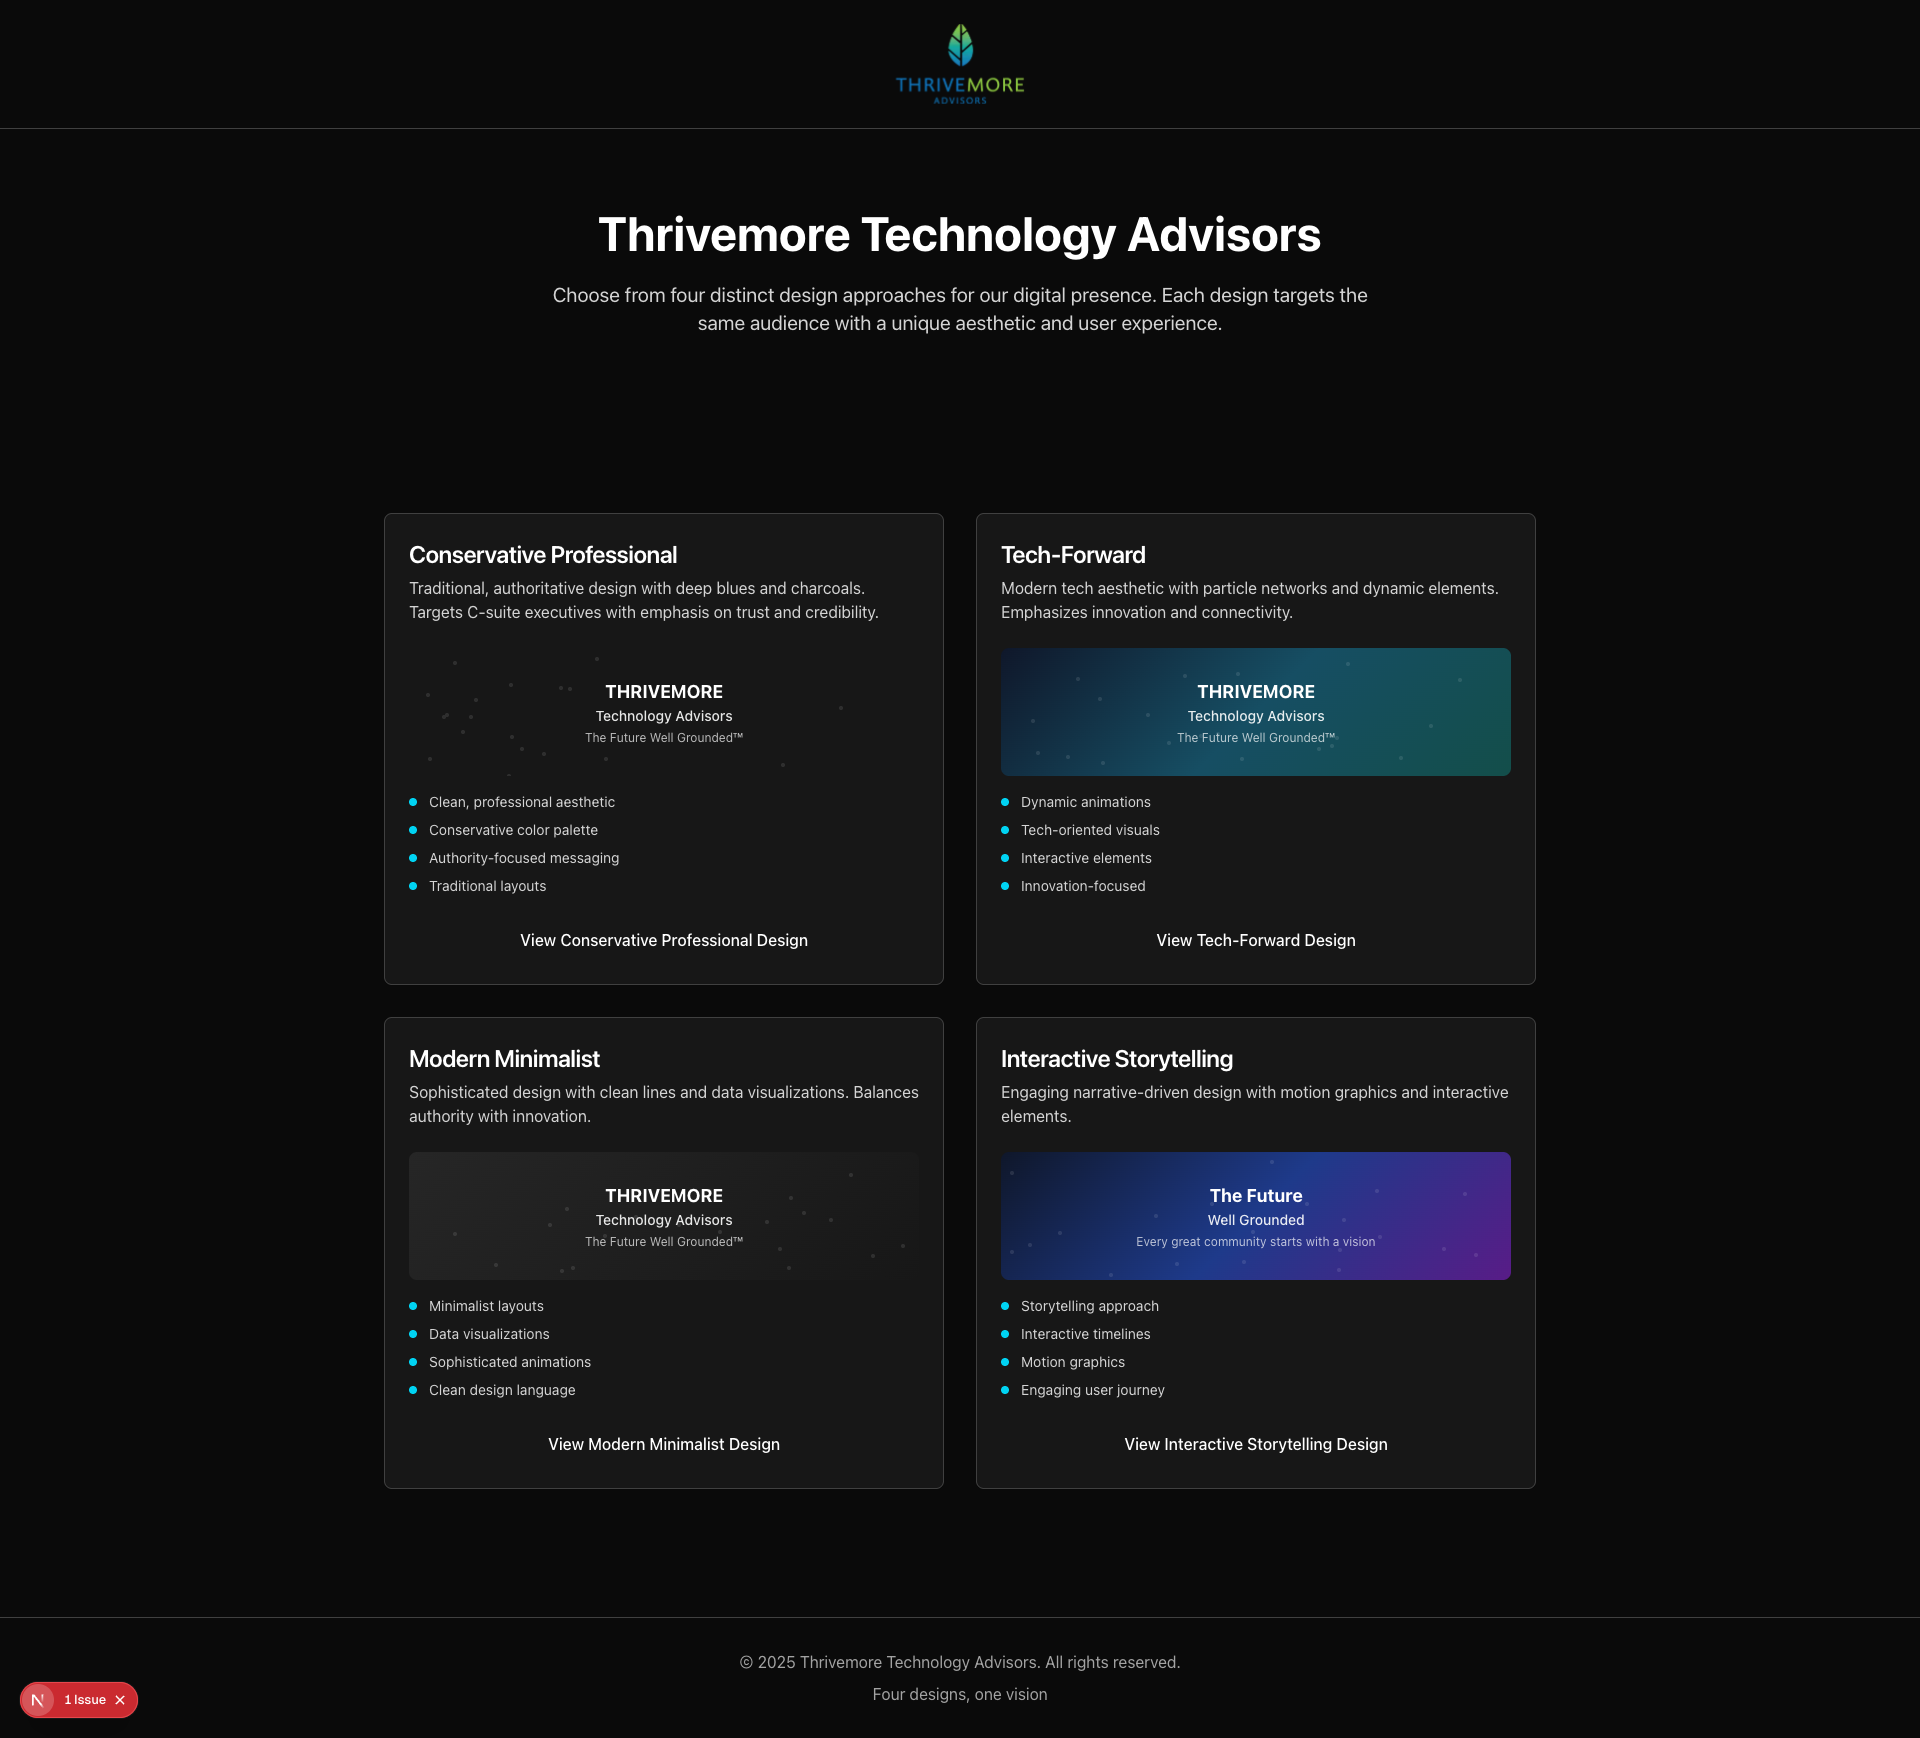 THRIVEMORE
ADVISORS
Thrivemore Technology Advisors
Choose from four distinct design approaches for our digital presence. Each design targets the
same audience with a unique aesthetic and user experience.
Conservative Professional
Traditional, authoritative design with deep blues and charcoals.
Targets C-suite executives with emphasis on trust and credibility.
THRIVEMORE
Technology Advisors
The Future Well Grounded™
Clean, professional aesthetic
Conservative color palette
Authority-focused messaging
Traditional layouts
View Conservative Professional Design
Tech-Forward
Modern tech aesthetic with particle networks and dynamic elements.
Emphasizes innovation and connectivity.
THRIVEMORE
Technology Advisors
The Future Well Grounded™
Dynamic animations
Tech-oriented visuals
Interactive elements
Innovation-focused
View Tech-Forward Design
Modern Minimalist
Sophisticated design with clean lines and data visualizations. Balances
authority with innovation.
THRIVEMORE
Technology Advisors
The Future Well Grounded™
Minimalist layouts
Data visualizations
Sophisticated animations
Clean design language
View Modern Minimalist Design
Interactive Storytelling
Engaging narrative-driven design with motion graphics and interactive
elements.
The Future
Well Grounded
Every great community starts with a vision
Storytelling approach
Interactive timelines
Motion graphics
Engaging user journey
View Interactive Storytelling Design
© 2025 Thrivemore Technology Advisors. All rights reserved.
Four designs, one vision
N 1 Issue